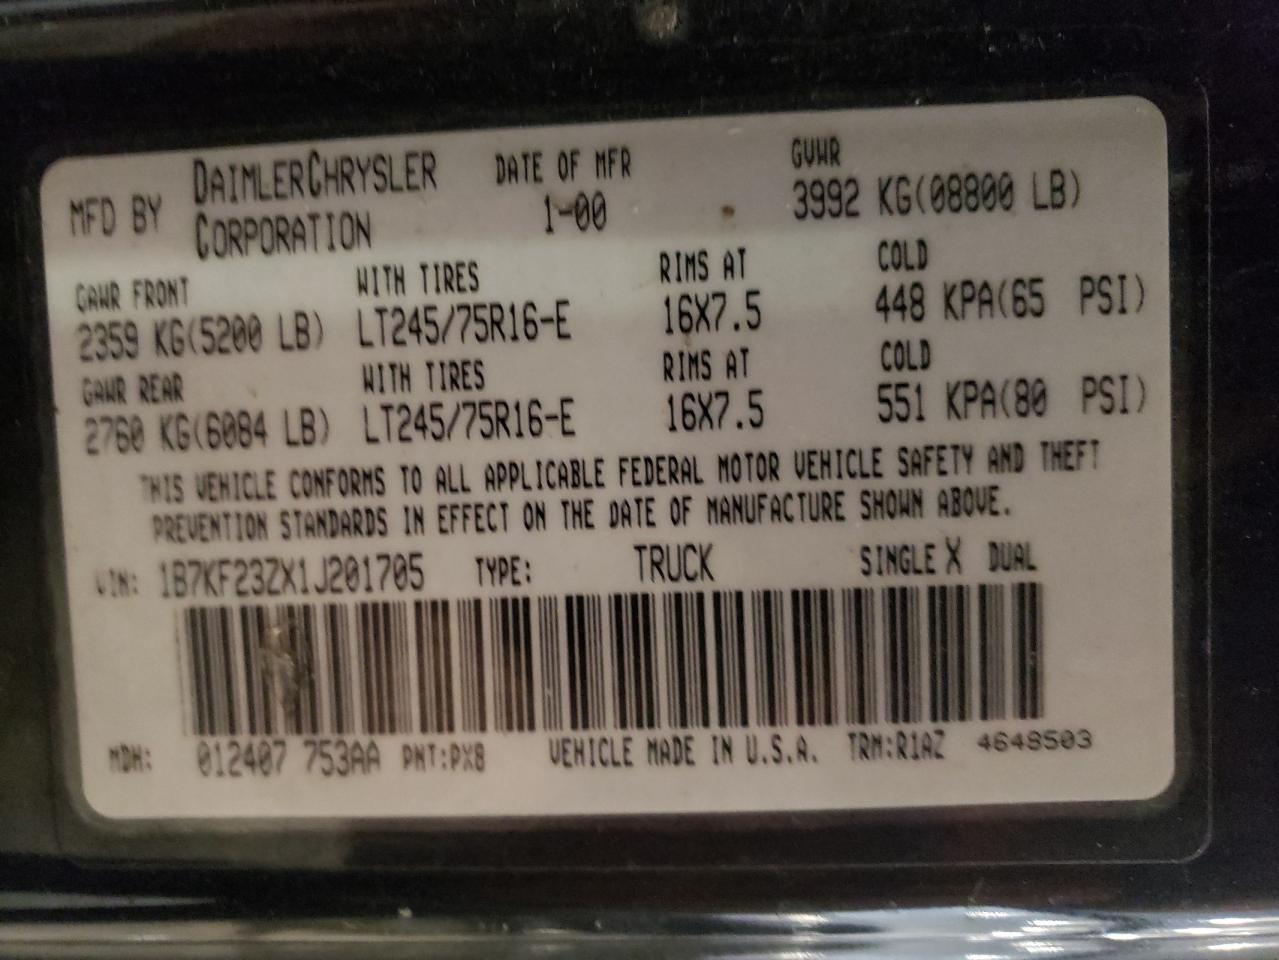 MFD BY DAIMLERCHRYSLER CORPORATION DATE OF MFR 1-00 GVWR 3992 KG(08800 LB)
GAWR FRONT WITH TIRES RIMS AT COLD
2359 KG(5200 LB) LT245/75R16-E 16X7.5 448 KPA(65 PSI)
GAWR REAR WITH TIRES RIMS AT COLD
2760 KG(6084 LB) LT245/75R16-E 16X7.5 551 KPA(80 PSI)
THIS VEHICLE CONFORMS TO ALL APPLICABLE FEDERAL MOTOR VEHICLE SAFETY AND THEFT
PREVENTION STANDARDS IN EFFECT ON THE DATE OF MANUFACTURE SHOWN ABOVE.
VIN: 1B7KF23ZX1J201705 TYPE: TRUCK SINGLE X DUAL
MDH: 012407 753AA PNT:PX8 VEHICLE MADE IN U.S.A. TRM:R1AZ 4648503